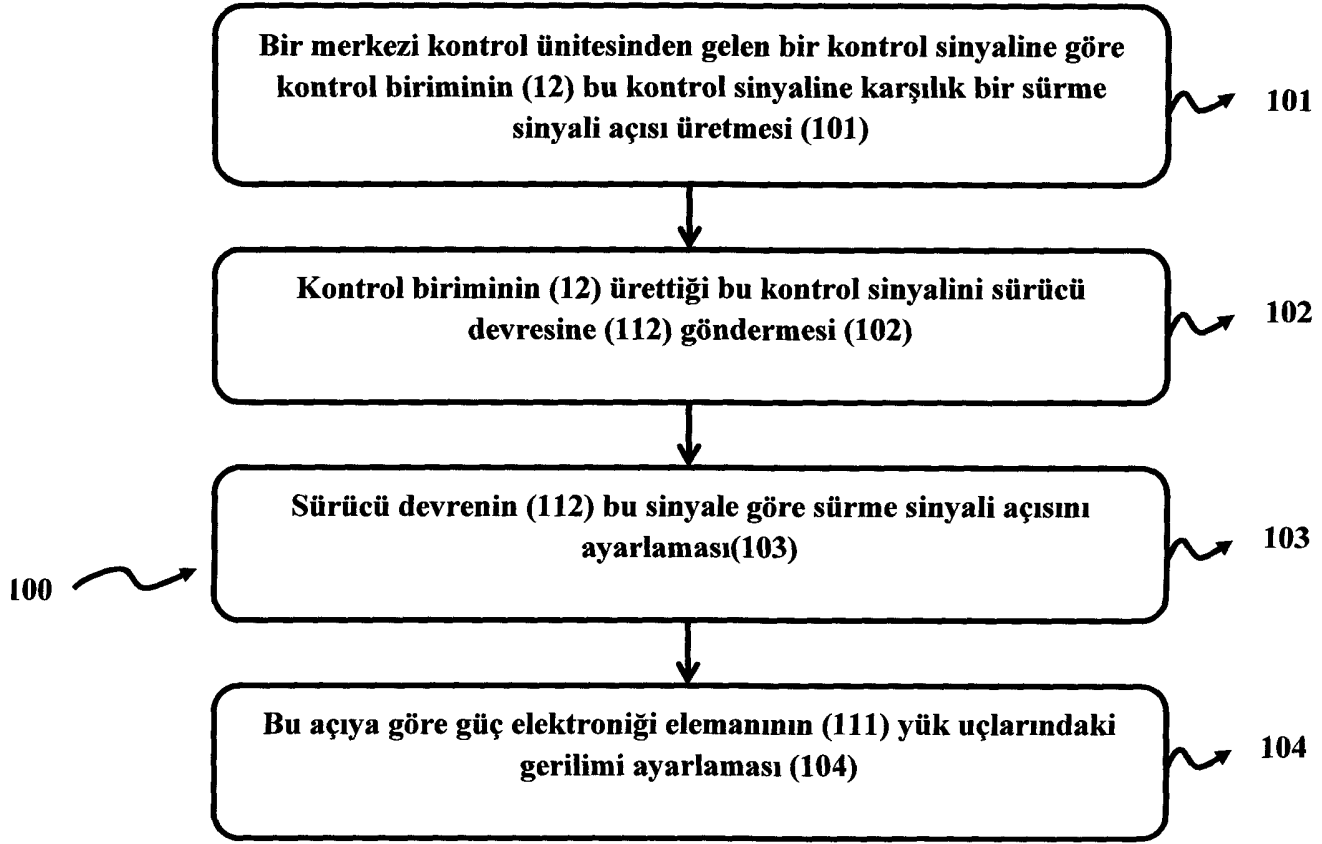 Bir merkezi kontrol ünitesinden gelen bir kontrol sinyaline göre
kontrol biriminin (12) bu kontrol sinyaline karşılık bir sürme
sinyali açısı üretmesi (101)
101
Kontrol biriminin (12) ürettiği bu kontrol sinyalini sürücü
devresine (112) göndermesi (102)
102
Sürücü devrenin (112) bu sinyale göre sürme sinyali açısını
ayarlaması(103)
103
100
Bu açıya göre güç elektroniği elemanının (111) yük uçlarındaki
gerilimi ayarlaması (104)
104